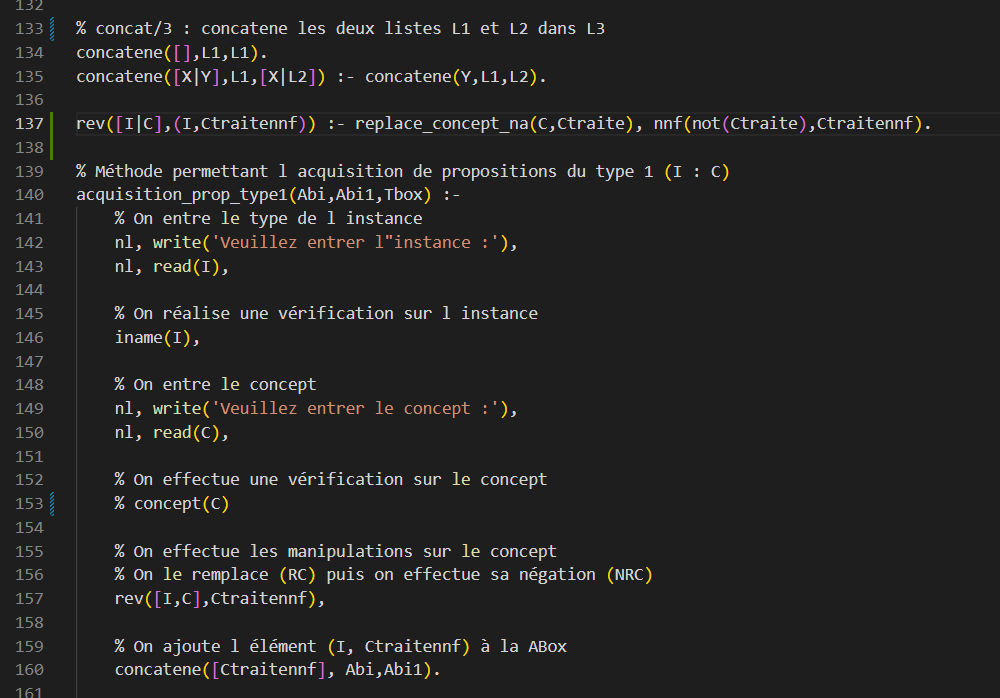 132
133 % concat/3 : concatene les deux listes L1 et L2 dans L3
134 concatene([],L1,L1).
135 concatene([X|Y],L1,[X|L2]) :- concatene(Y,L1,L2).
136
137 rev([I|C],(I,Ctraitennf)) :- replace_concept_na(C,Ctraite), nnf(not(Ctraite),Ctraitennf).
138
139 % Méthode permettant l acquisition de propositions du type 1 (I : C)
140 acquisition_prop_type1(Abi,Abi1,Tbox) :-
141 % On entre le type de l instance
142 nl, write('Veuillez entrer l"instance :'),
143 nl, read(I),
144
145 % On réalise une vérification sur l instance
146 iname(I),
147
148 % On entre le concept
149 nl, write('Veuillez entrer le concept :'),
150 nl, read(C),
151
152 % On effectue une vérification sur le concept
153 % concept(C)
154
155 % On effectue les manipulations sur le concept
156 % On le remplace (RC) puis on effectue sa négation (NRC)
157 rev([I,C],Ctraitennf),
158
159 % On ajoute l élément (I, Ctraitennf) à la ABox
160 concatene([Ctraitennf], Abi,Abi1).
161